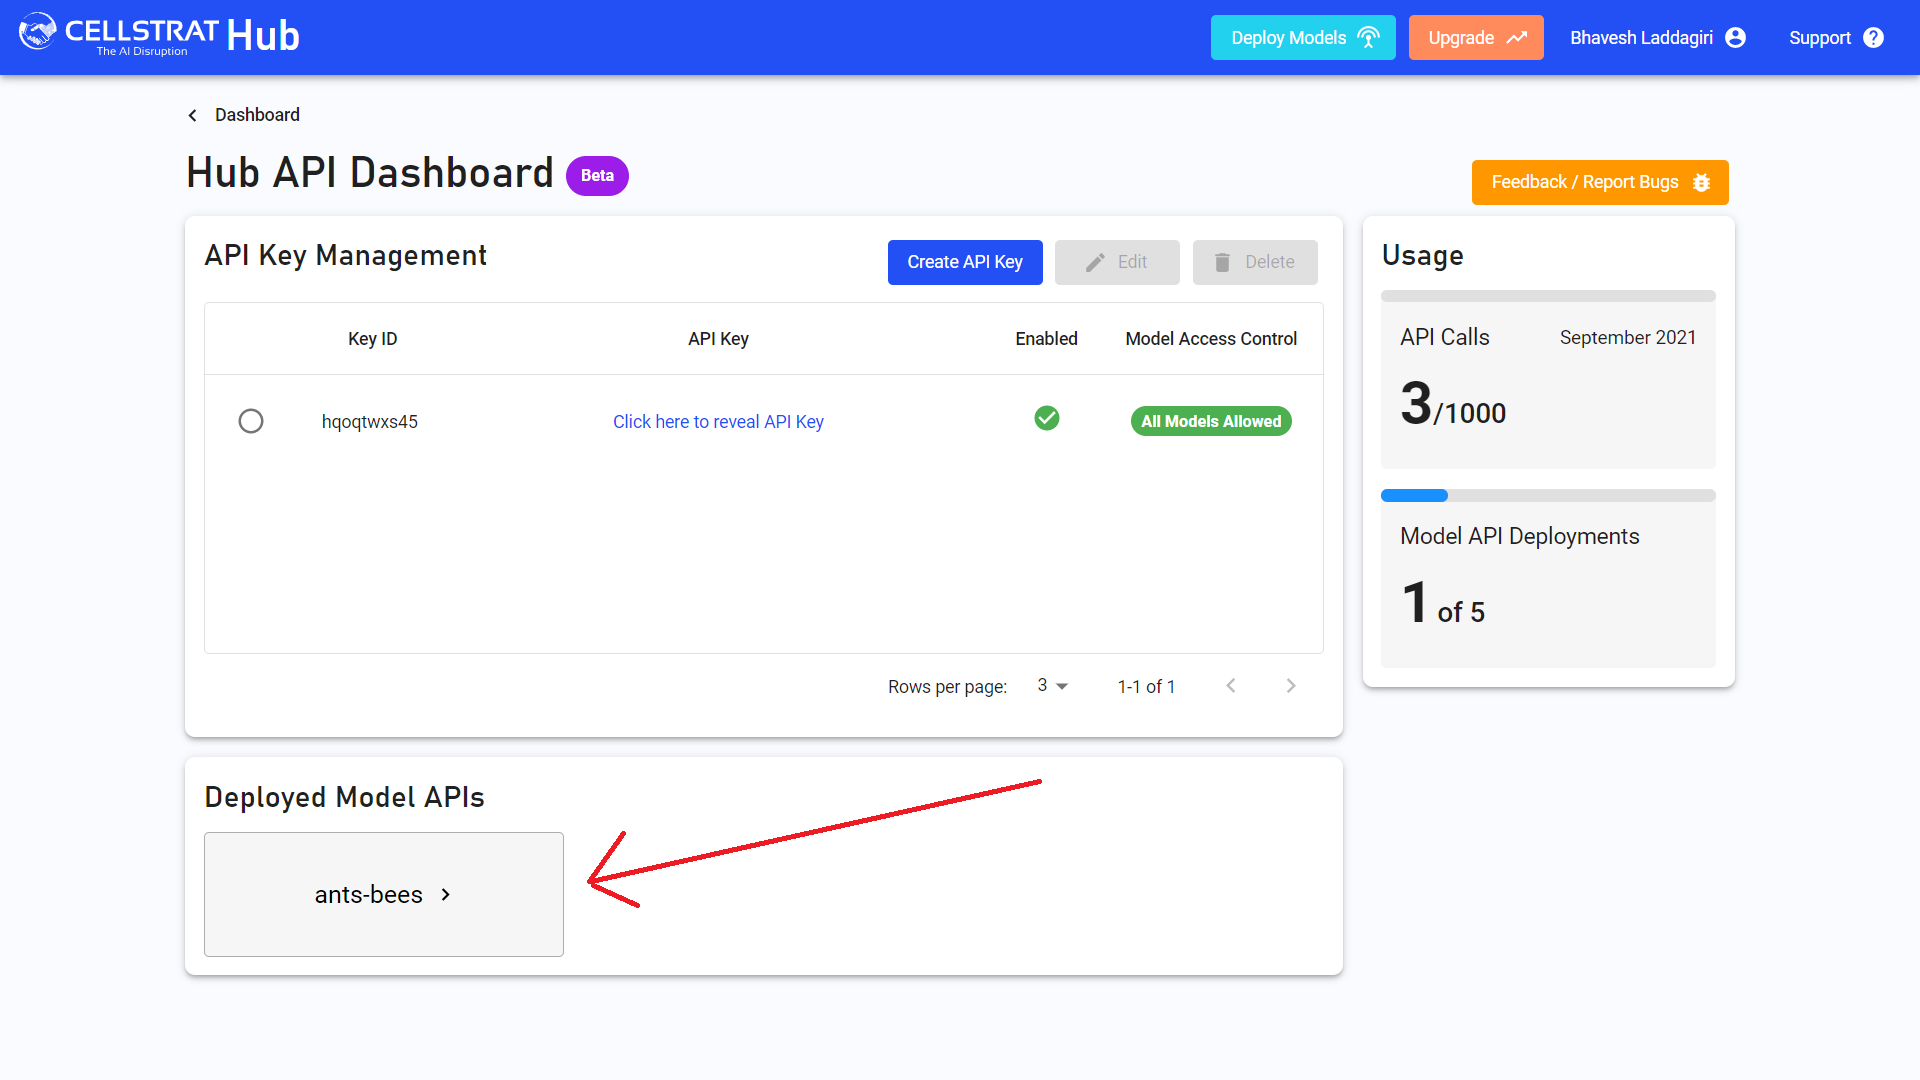 CELLSTRAT Hub
The AI Disruption
Deploy Models
Upgrade
Bhavesh Laddagiri
Support
Dashboard
Hub API Dashboard Beta
Feedback / Report Bugs
API Key Management
Create API Key
Edit
Delete
Key ID API Key Enabled Model Access Control
hqoqtwxs45 Click here to reveal API Key All Models Allowed
Rows per page: 3 1-1 of 1
Usage
API Calls September 2021
3/1000
Model API Deployments
1 of 5
Deployed Model APIs
ants-bees